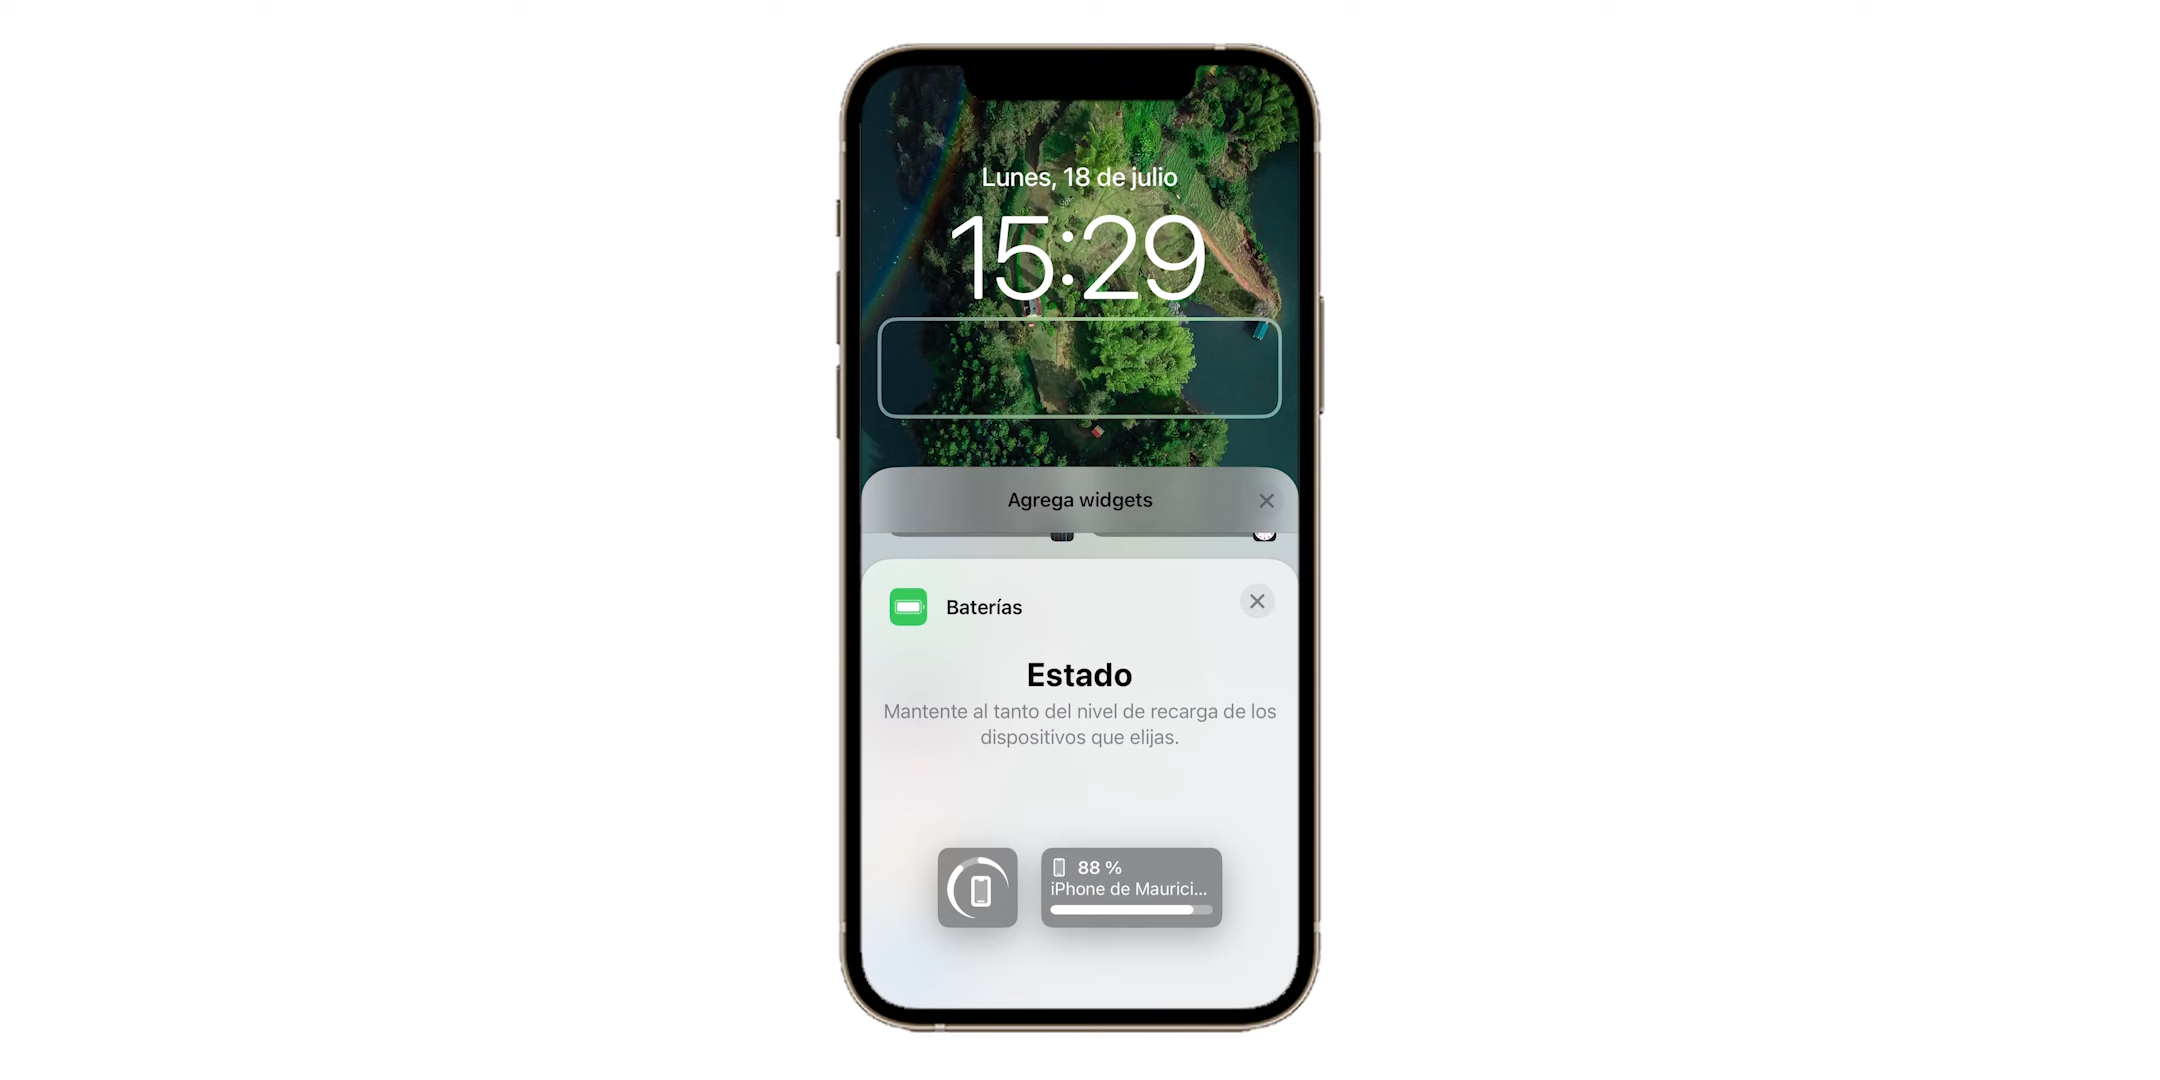 Lunes, 18 de julio
15:29
Agrega widgets
Baterías
Estado
Mantente al tanto del nivel de recarga de los
dispositivos que elijas.
88 %
iPhone de Maurici...